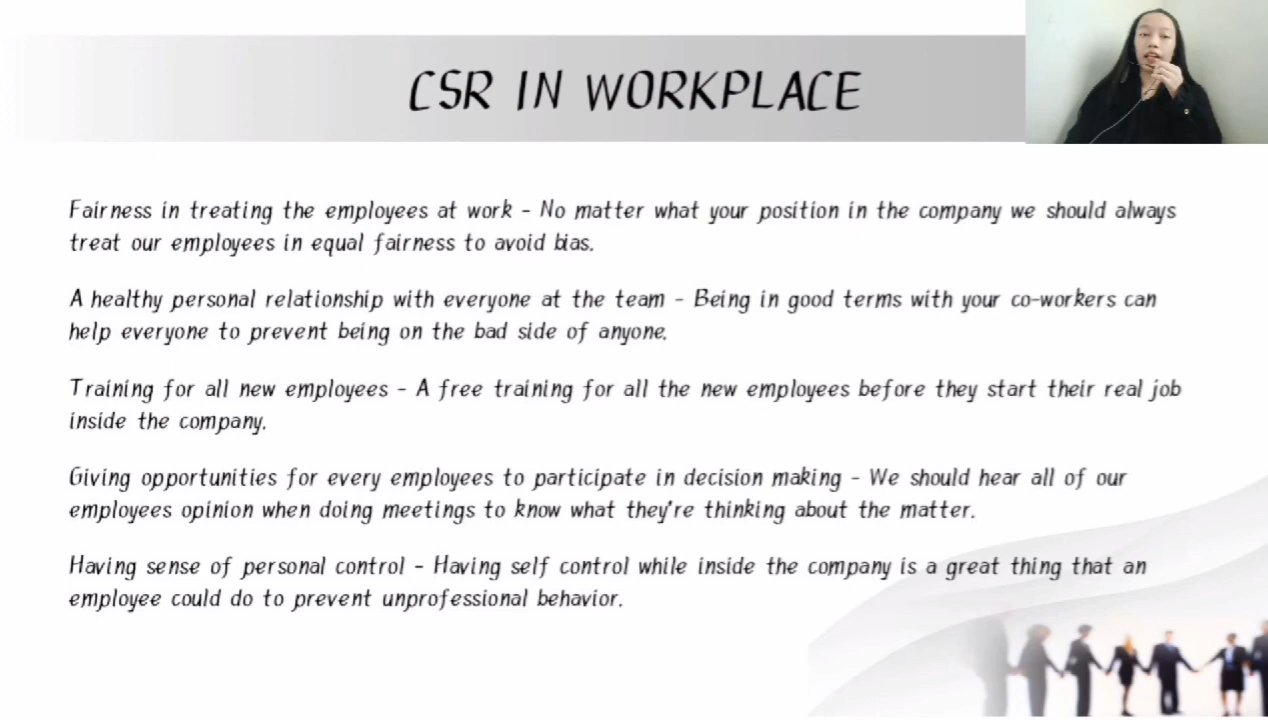 CSR IN WORKPLACE
Fairness in treating the employees at work - No matter what your position in the company we should always
treat our employees in equal fairness to avoid bias.
A healthy personal relationship with everyone at the team - Being in good terms with your co-workers can
help everyone to prevent being on the bad side of anyone.
Training for all new employees - A free training for all the new employees before they start their real job
inside the company.
Giving opportunities for every employees to participate in decision making - We should hear all of our
employees opinion when doing meetings to know what they're thinking about the matter.
Having sense of personal control - Having self control while inside the company is a great thing that an
employee could do to prevent unprofessional behavior.